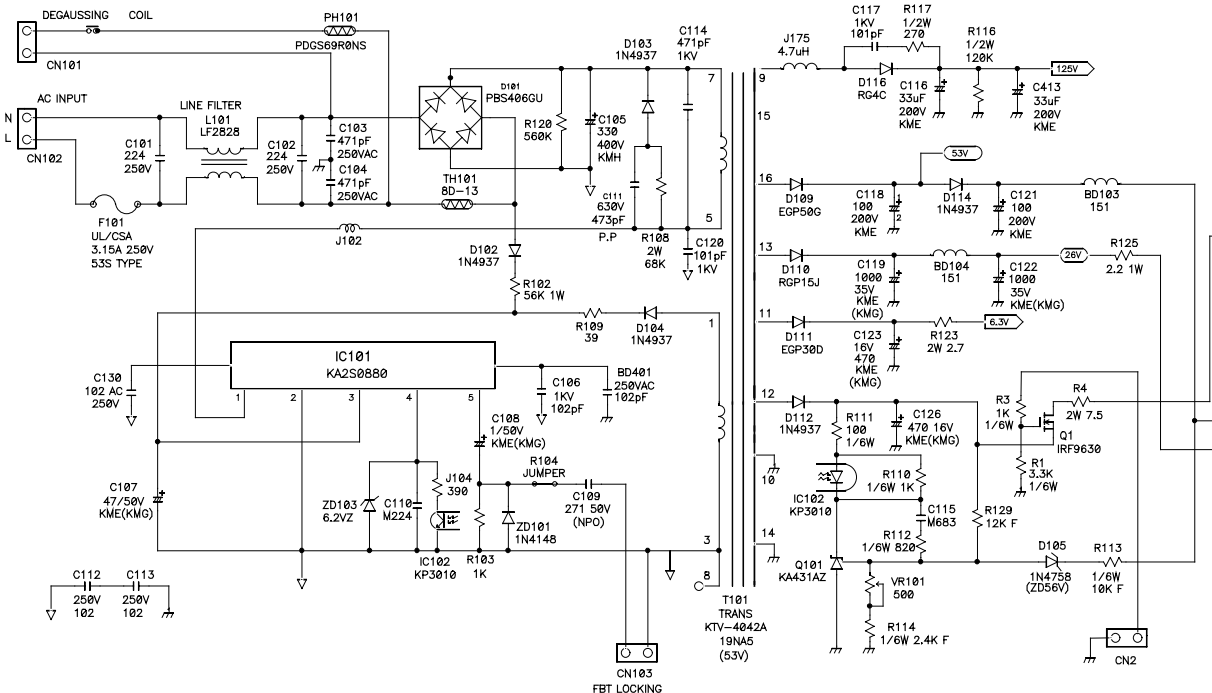 DEGAUSSING COIL
PH101
PDGS69R0NS
CN101
AC INPUT
N
L
CN102
LINE FILTER
L101
LF2828
C101
224
250V
C102
224
250V
C103
471pF
250VAC
C104
471pF
250VAC
F101
UL/CSA
3.15A 250V
53S TYPE
D101
PBS406GU
TH101
8D-13
J102
R120
560K
C105
330
400V
KMH
D103
1N4937
C114
471pF
1KV
C111
630V
473pF
P.P
R108
2W
68K
C120
101pF
1KV
7
5
D102
1N4937
R102
56K 1W
R109
39
D104
1N4937
1
IC101
KA2S0880
1
2
3
4
5
C130
102 AC
250V
C106
1KV
102pF
BD401
250VAC
102pF
C108
1/50V
KME(KMG)
C107
47/50V
KME(KMG)
ZD103
6.2VZ
C110
M224
J104
390
IC102
KP3010
R103
1K
R104
JUMPER
ZD101
1N4148
C109
271 50V
(NPO)
3
8
C112
250V
102
C113
250V
102
CN103
FBT LOCKING
T101
TRANS
KTV-4042A
19NA5
(53V)
9
15
16
13
11
12
10
14
J175
4.7uH
C117
1KV
101pF
R117
1/2W
270
D116
RG4C
C116
33uF
200V
KME
R116
1/2W
120K
C413
33uF
200V
KME
125V
53V
D109
EGP50G
C118
100
200V
KME
1
2
D114
1N4937
C121
100
200V
KME
BD103
151
D110
RGP15J
C119
1000
35V
KME
(KMG)
BD104
151
C122
1000
35V
KME(KMG)
26V
R125
2.2 1W
D111
EGP30D
C123
16V
470
KME
(KMG)
R123
2W 2.7
6.3V
D112
1N4937
R111
100
1/6W
C126
470 16V
KME(KMG)
R3
1K
1/6W
R4
2W 7.5
Q1
IRF9630
R1
3.3K
1/6W
IC102
KP3010
R110
1/6W 1K
C115
M683
R112
1/6W 820
R129
12K F
Q101
KA431AZ
VR101
500
R114
1/6W 2.4K F
D105
1N4758
(ZD56V)
R113
1/6W
10K F
CN2